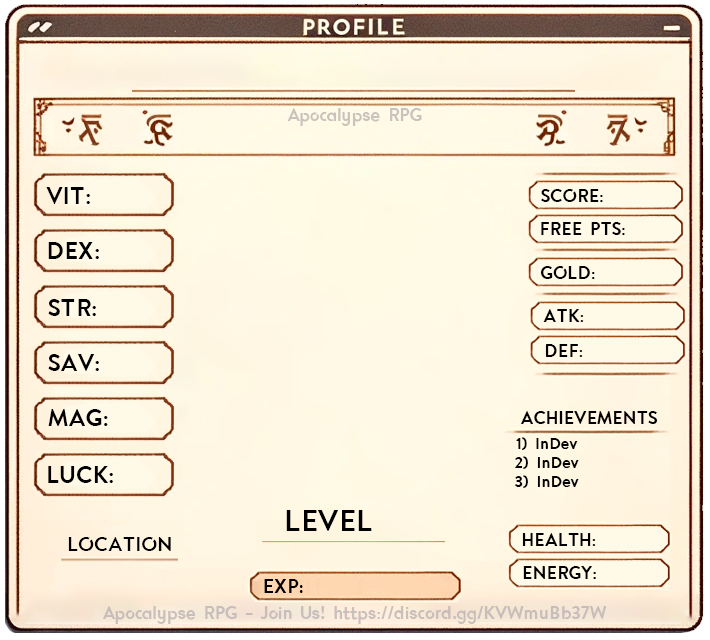 PROFILE
Apocalypse RPG
VIT:
DEX:
STR:
SAV:
MAG:
LUCK:
LOCATION
LEVEL
EXP:
SCORE:
FREE PTS:
GOLD:
ATK:
DEF:
ACHIEVEMENTS
1) InDev
2) InDev
3) InDev
HEALTH:
ENERGY:
Apocalypse RPG - Join Us! https://discord.gg/KVWmuBb37W